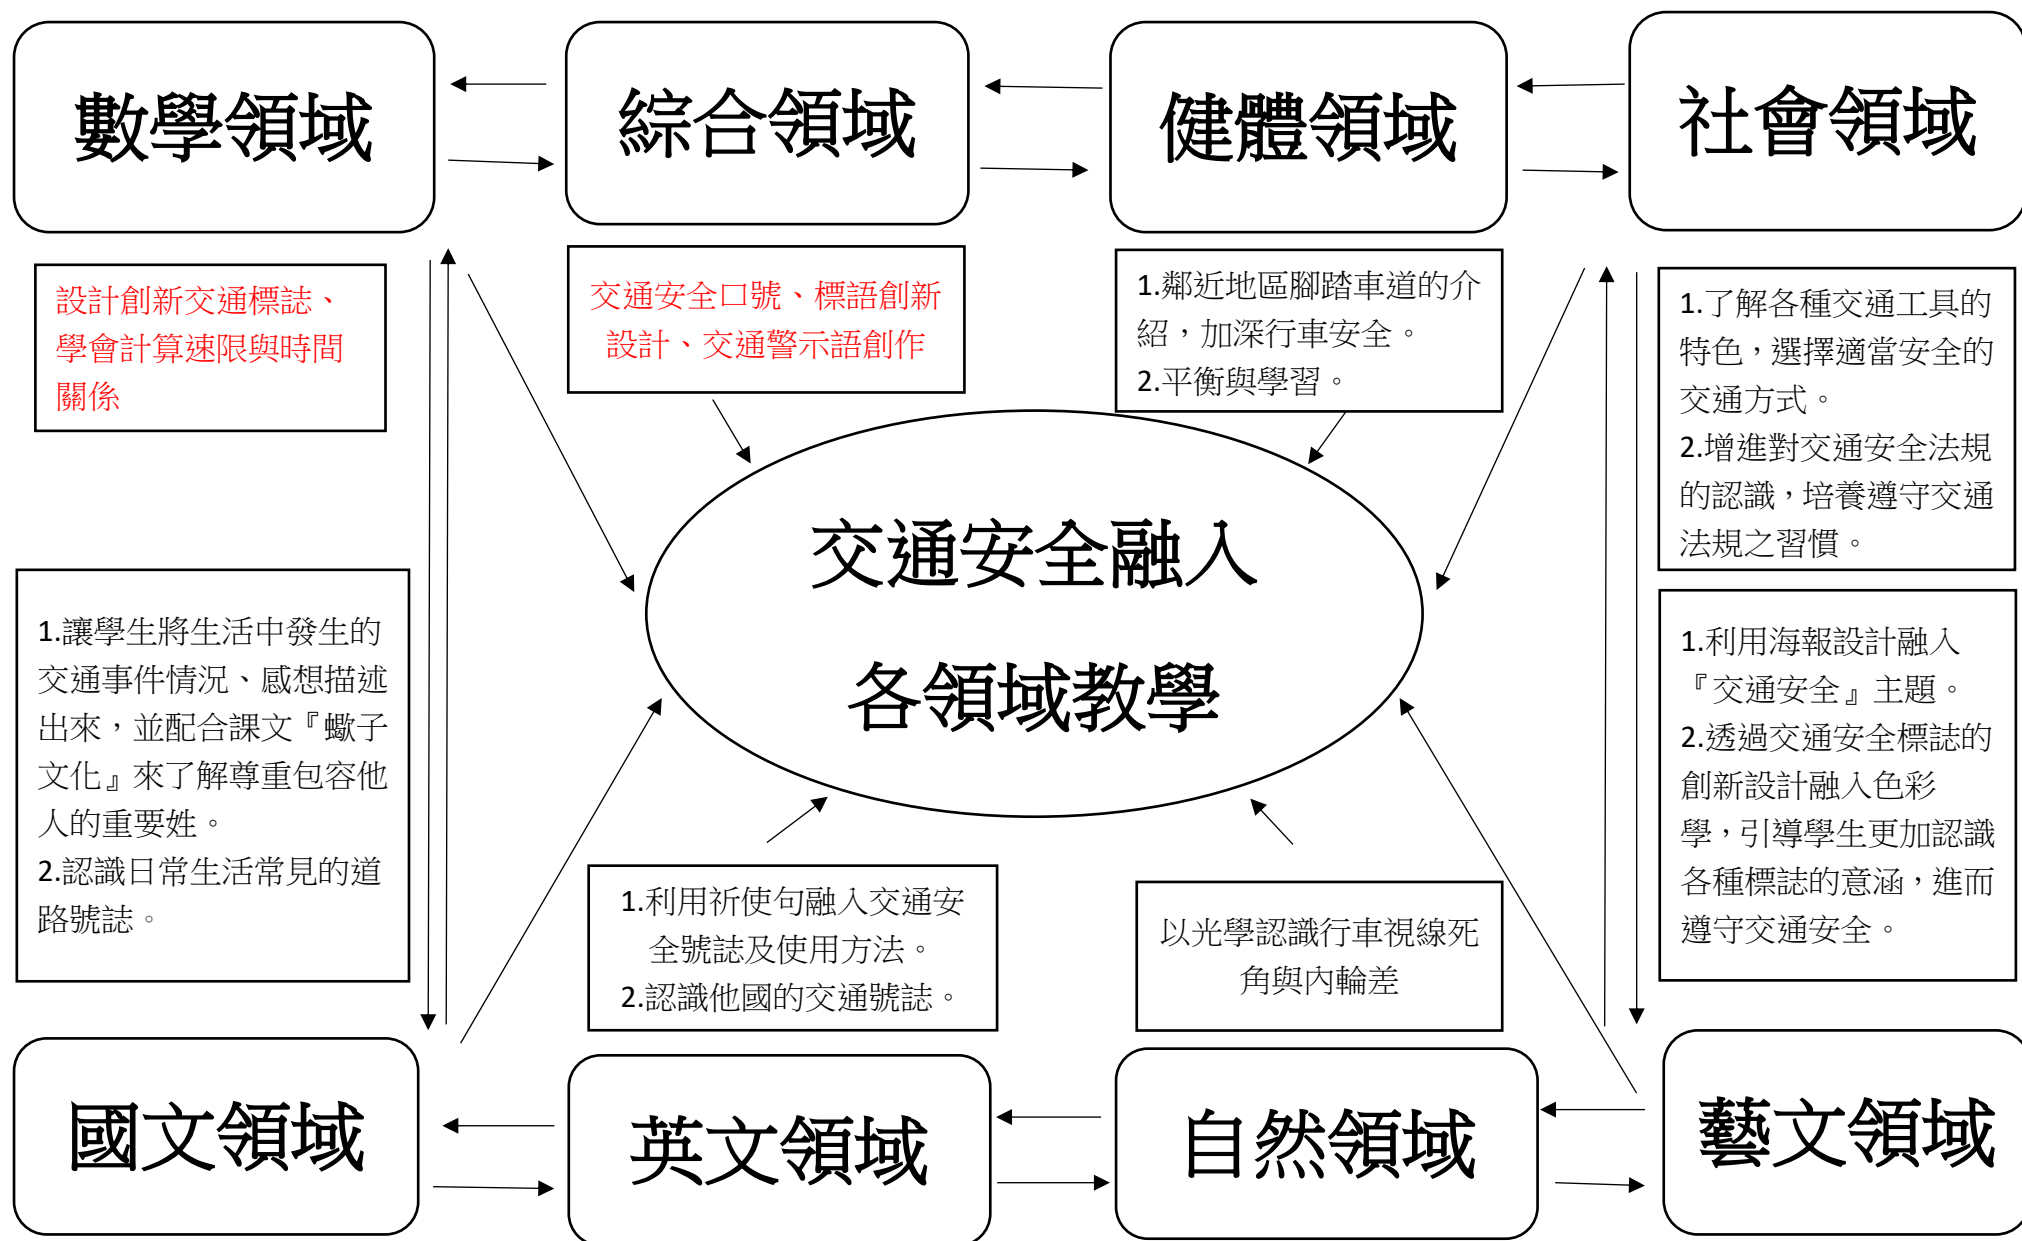 數學領域
綜合領域
健體領域
社會領域
設計創新交通標誌、
學會計算速限與時間
關係
交通安全口號、標語創新
設計、交通警示語創作
1.鄰近地區腳踏車道的介
紹，加深行車安全。
2.平衡與學習。
1.了解各種交通工具的
特色，選擇適當安全的
交通方式。
2.增進對交通安全法規
的認識，培養遵守交通
法規之習慣。
交通安全融入
各領域教學
1.讓學生將生活中發生的
交通事件情況、感想描述
出來，並配合課文『蠍子
文化』來了解尊重包容他
人的重要姓。
2.認識日常生活常見的道
路號誌。
1.利用祈使句融入交通安
全號誌及使用方法。
2.認識他國的交通號誌。
以光學認識行車視線死
角與內輪差
1.利用海報設計融入
『交通安全』主題。
2.透過交通安全標誌的
創新設計融入色彩
學，引導學生更加認識
各種標誌的意涵，進而
遵守交通安全。
國文領域
英文領域
自然領域
藝文領域